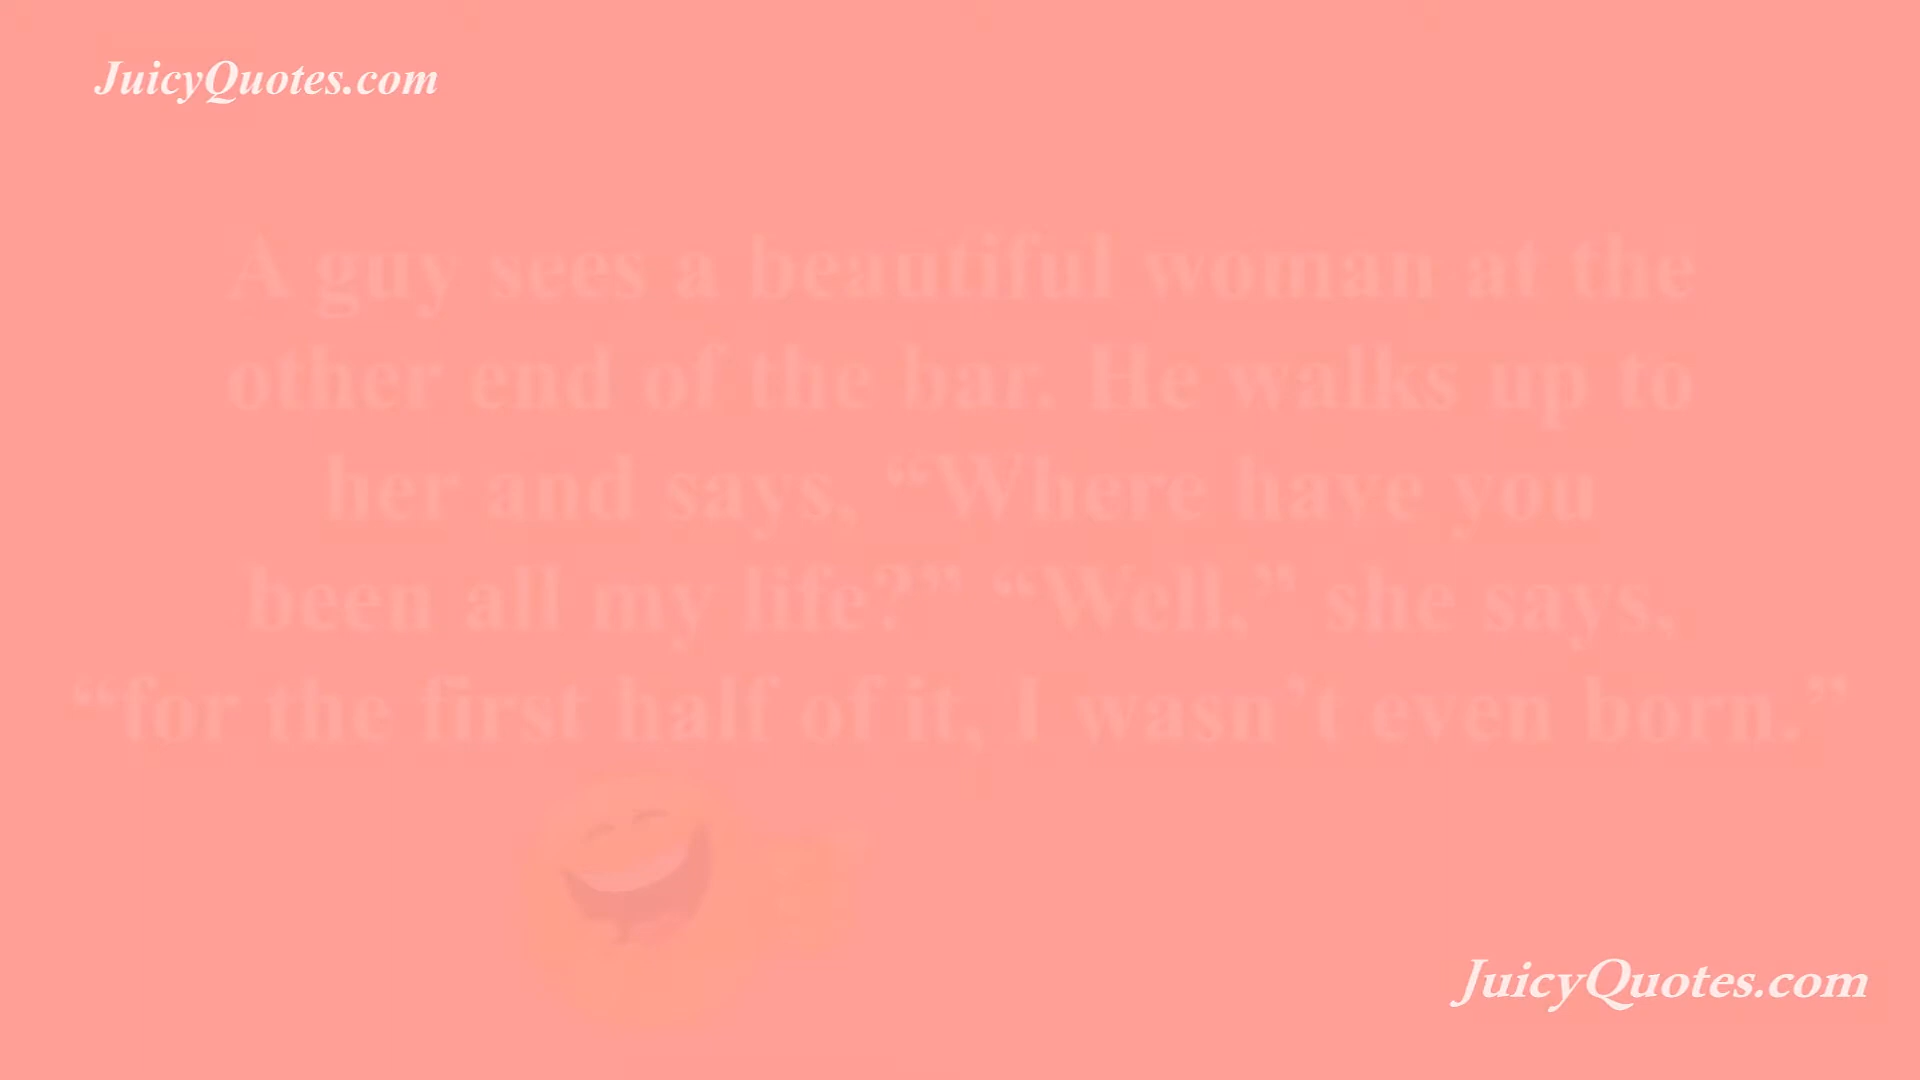 JuicyQuotes.com
A guy sees a beautiful woman at the
other end of the bar. He walks up to
her and says, “Where have you
been all my life?” “Well,” she says,
“for the first half of it, I wasn’t even born.”
JuicyQuotes.com